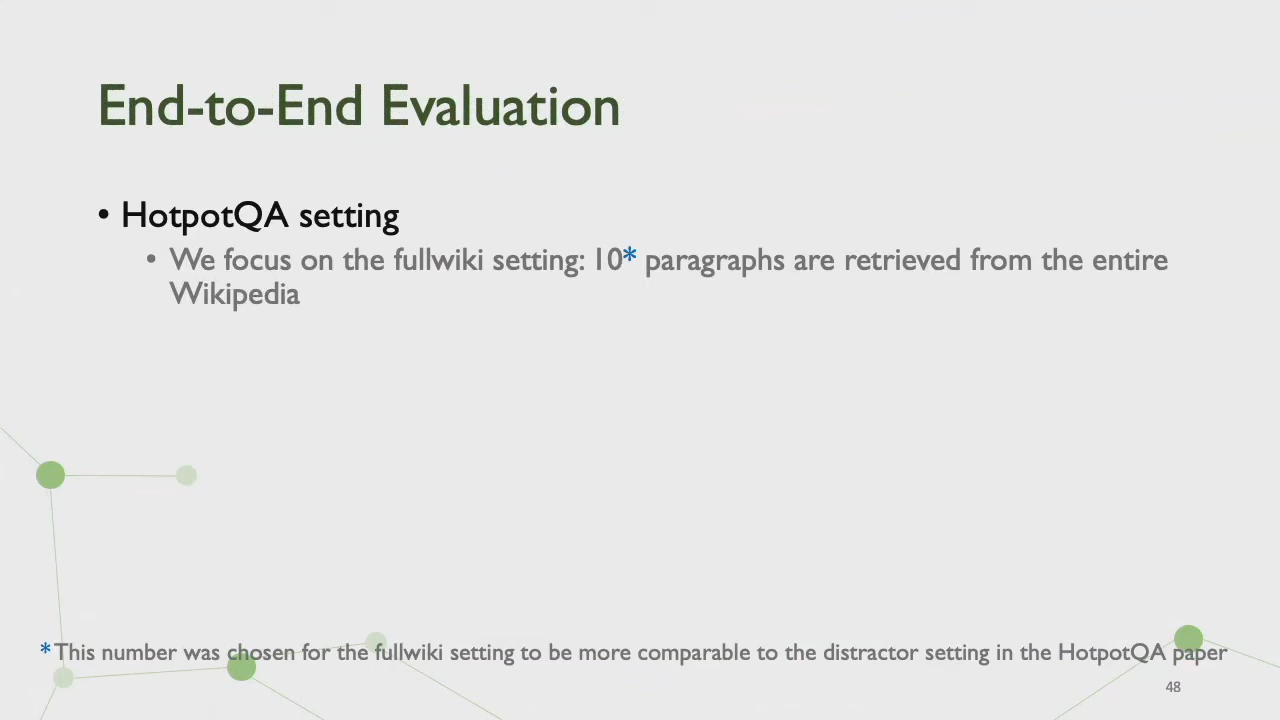 End-to-End Evaluation
• HotpotQA setting
• We focus on the fullwiki setting: 10* paragraphs are retrieved from the entire
Wikipedia
* This number was chosen for the fullwiki setting to be more comparable to the distractor setting in the HotpotQA paper
48